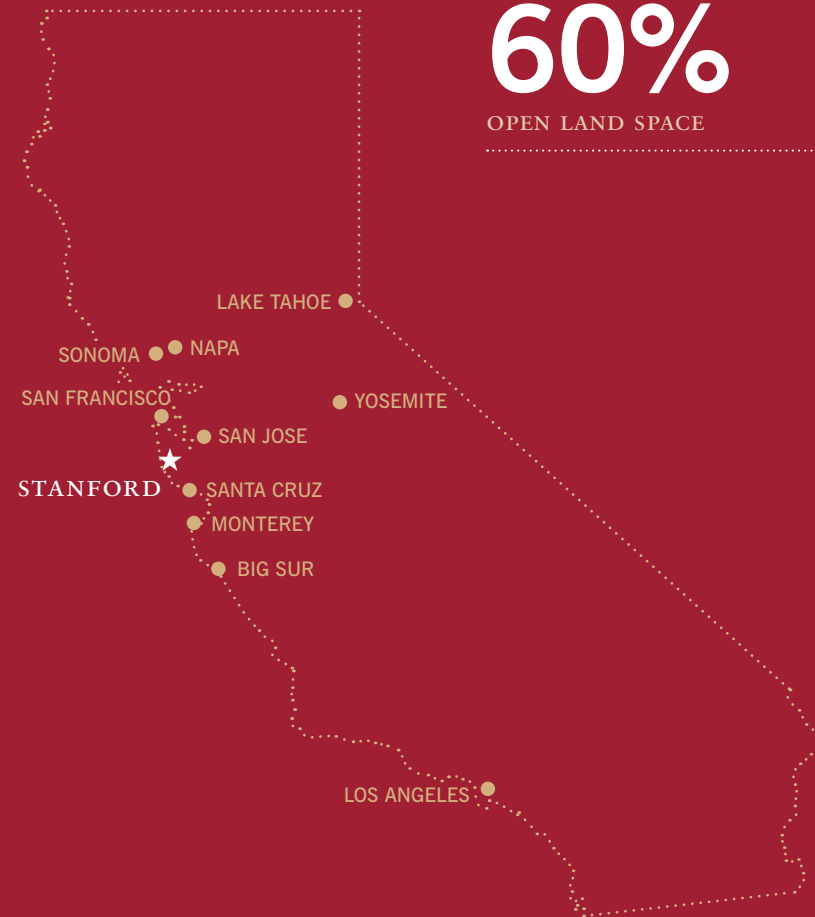 60%
OPEN LAND SPACE
LAKE TAHOE
NAPA
SONOMA
SAN FRANCISCO
YOSEMITE
SAN JOSE
STANFORD
SANTA CRUZ
MONTEREY
BIG SUR
LOS ANGELES